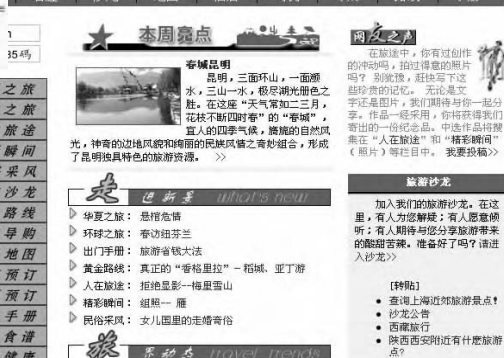 35码
之旅
之旅
旅途
瞬间
采风
沙龙
路线
导购
地图
预订
预订
手册
食谱
健康
本周亮点
春城昆明
昆明，三面环山，一面濒
水，三山一水，极尽湖光册色之
胜。在这座“天气常如二三月，
花枝不断四时春”的“春城”，
宜人的四季气候，旖旎的自然风
光，神奇的边地风貌和绚丽的民族风情之奇妙组合，形成
了昆明独具特色的旅游资源。 >>
走进新景 what's new
华夏之旅：悬棺危情
环球之旅：春访纽芬兰
出门手册：旅游省钱大法
黄金路线：真正的“香格里拉”-稻城、亚丁游
人在旅途：拒绝显影--梅里雪山
精彩瞬间：组照-- 雁
民俗采风：女儿国里的走婚奇俗
旅界动态 travel trends
网友之声
在旅途中，你有过创作
的冲动吗，拍过得意的照片
吗？别犹豫，赶快写下这
些珍贵的记忆。 无论是文
字还是图片，我们期待与你一起分
享。作品一经采用，你将获得我们
寄出的一份纪念品。中选作品将搜
集在“人在旅途”和“精彩瞬间”
（照片）等栏目中。 我要投稿>>
旅游沙龙
加入我们的旅游沙龙。在这
里，有人为您解疑；有人愿意倾
听；有人期待与您分享旅游带来
的酸甜苦辣。准备好了吗？请进
入沙龙>>
[转贴]
查询上海近郊旅游景点！
沙龙公告
西藏旅行
陕西西安附近有什麽旅游
点？